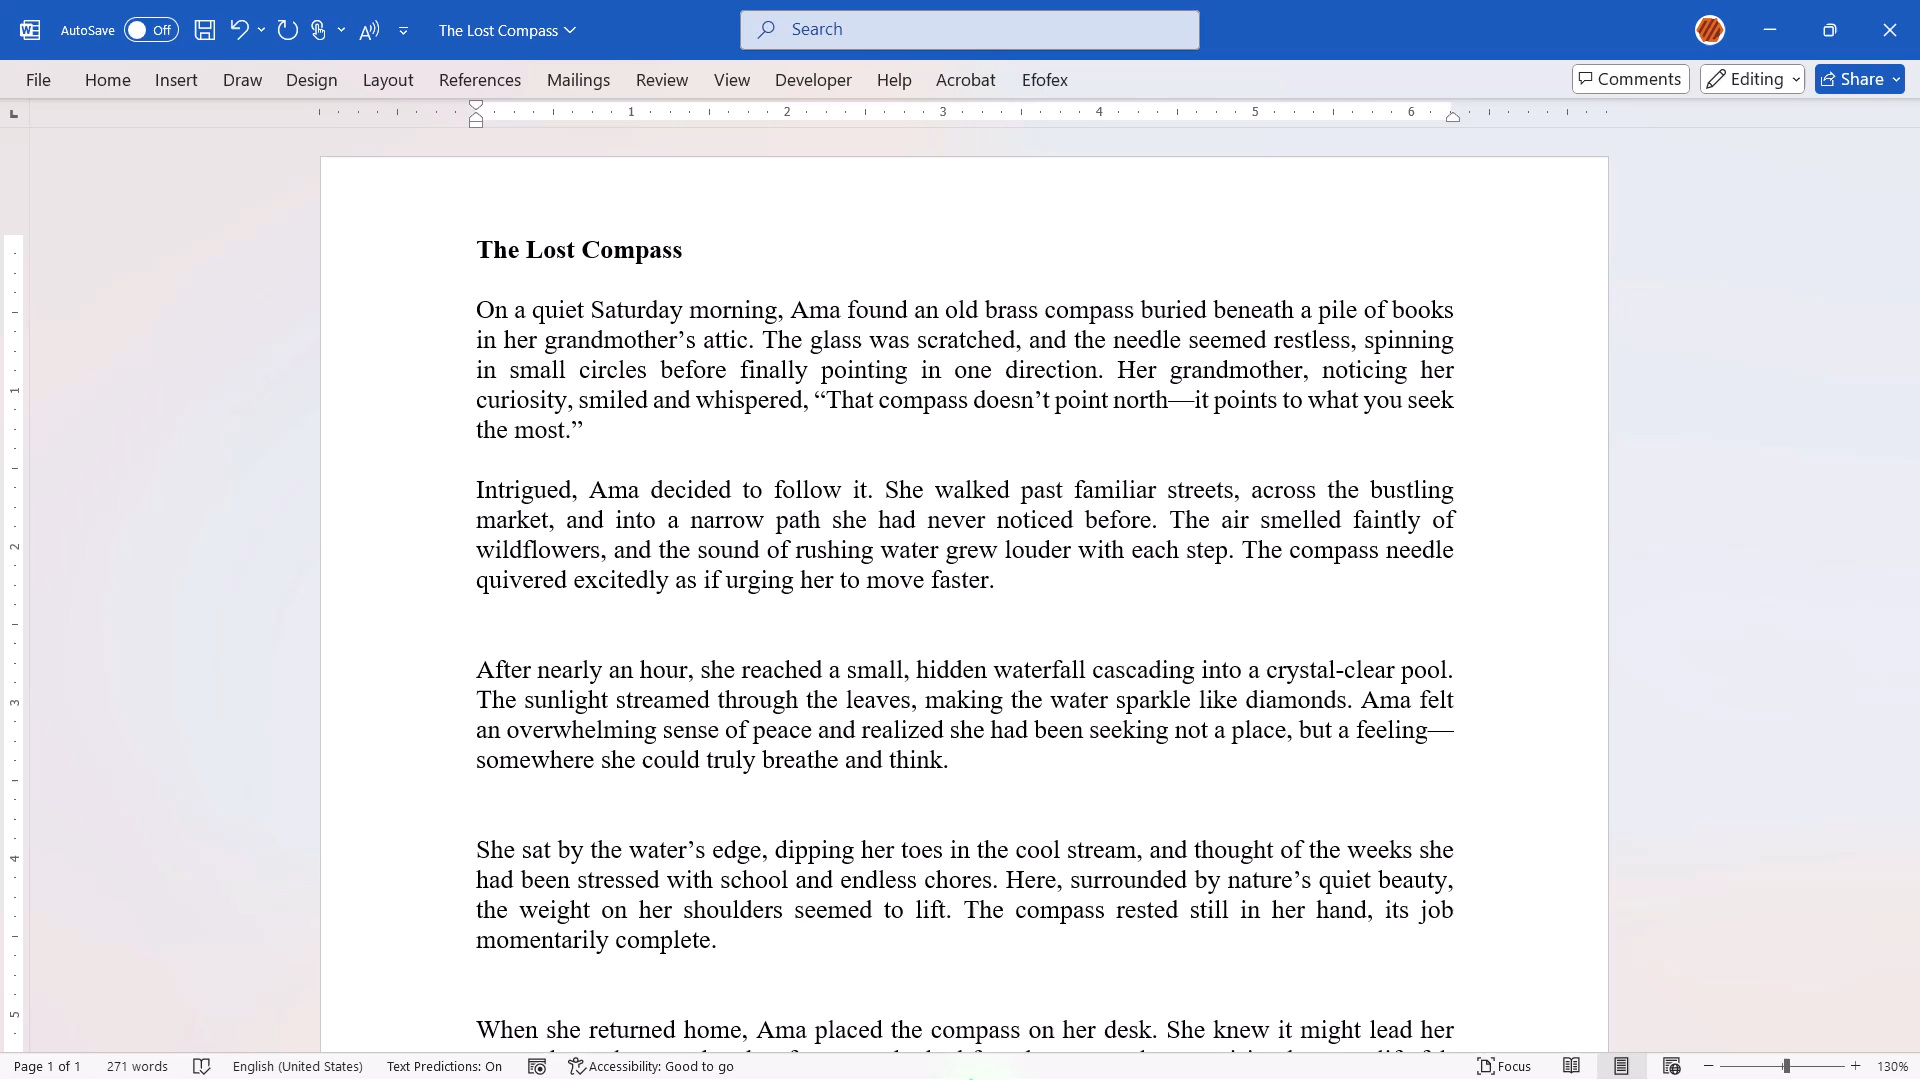 AutoSave Off The Lost Compass Search
File Home Insert Draw Design Layout References Mailings Review View Developer Help Acrobat Efofex Comments Editing Share
1 2 3 4 5 6
The Lost Compass
On a quiet Saturday morning, Ama found an old brass compass buried beneath a pile of books
in her grandmother’s attic. The glass was scratched, and the needle seemed restless, spinning
in small circles before finally pointing in one direction. Her grandmother, noticing her
curiosity, smiled and whispered, “That compass doesn’t point north—it points to what you seek
the most.”
Intrigued, Ama decided to follow it. She walked past familiar streets, across the bustling
market, and into a narrow path she had never noticed before. The air smelled faintly of
wildflowers, and the sound of rushing water grew louder with each step. The compass needle
quivered excitedly as if urging her to move faster.
After nearly an hour, she reached a small, hidden waterfall cascading into a crystal-clear pool.
The sunlight streamed through the leaves, making the water sparkle like diamonds. Ama felt
an overwhelming sense of peace and realized she had been seeking not a place, but a feeling—
somewhere she could truly breathe and think.
She sat by the water’s edge, dipping her toes in the cool stream, and thought of the weeks she
had been stressed with school and endless chores. Here, surrounded by nature’s quiet beauty,
the weight on her shoulders seemed to lift. The compass rested still in her hand, its job
momentarily complete.
When she returned home, Ama placed the compass on her desk. She knew it might lead her
1
2
3
4
5
Page 1 of 1 271 words English (United States) Text Predictions: On Accessibility: Good to go Focus 130%